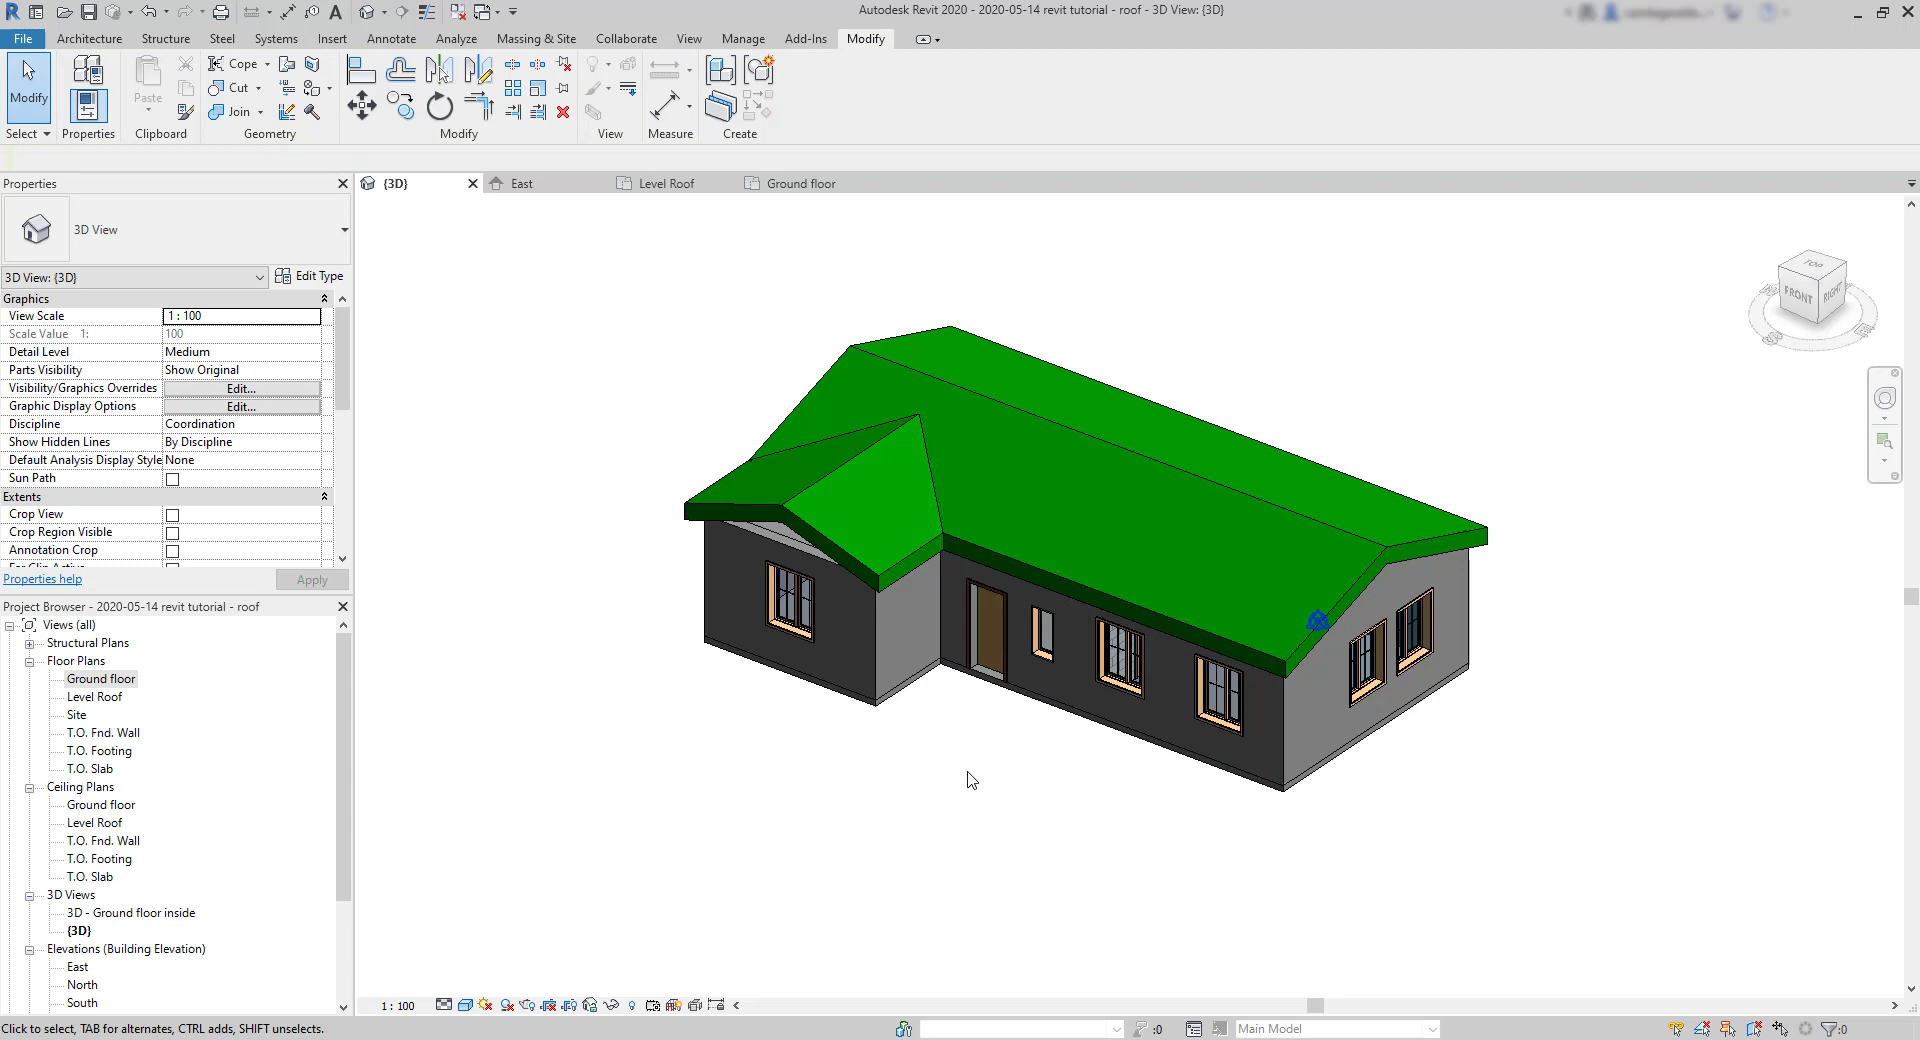 Autodesk Revit 2020 - 2020-05-14 revit tutorial - roof - 3D View: {3D}
File Architecture Structure Steel Systems Insert Annotate Analyze Massing & Site Collaborate View Manage Add-Ins Modify
Modify
Paste
Cope
Cut
Join
Select Properties Clipboard Geometry Modify View Measure Create
Properties
{3D} East Level Roof Ground floor
3D View
3D View: {3D} Edit Type
Graphics
View Scale 1 : 100
Scale Value 1: 100
Detail Level Medium
Parts Visibility Show Original
Visibility/Graphics Overrides Edit...
Graphic Display Options Edit...
Discipline Coordination
Show Hidden Lines By Discipline
Default Analysis Display Style None
Sun Path
Extents
Crop View
Crop Region Visible
Annotation Crop
Properties help Apply
TOP
FRONT RIGHT
S E
Project Browser - 2020-05-14 revit tutorial - roof
Views (all)
Structural Plans
Floor Plans
Ground floor
Level Roof
Site
T.O. Fnd. Wall
T.O. Footing
T.O. Slab
Ceiling Plans
Ground floor
Level Roof
T.O. Fnd. Wall
T.O. Footing
T.O. Slab
3D Views
3D - Ground floor inside
{3D}
Elevations (Building Elevation)
East
North
South
1 : 100
Click to select, TAB for alternates, CTRL adds, SHIFT unselects.
:0
Main Model
:0